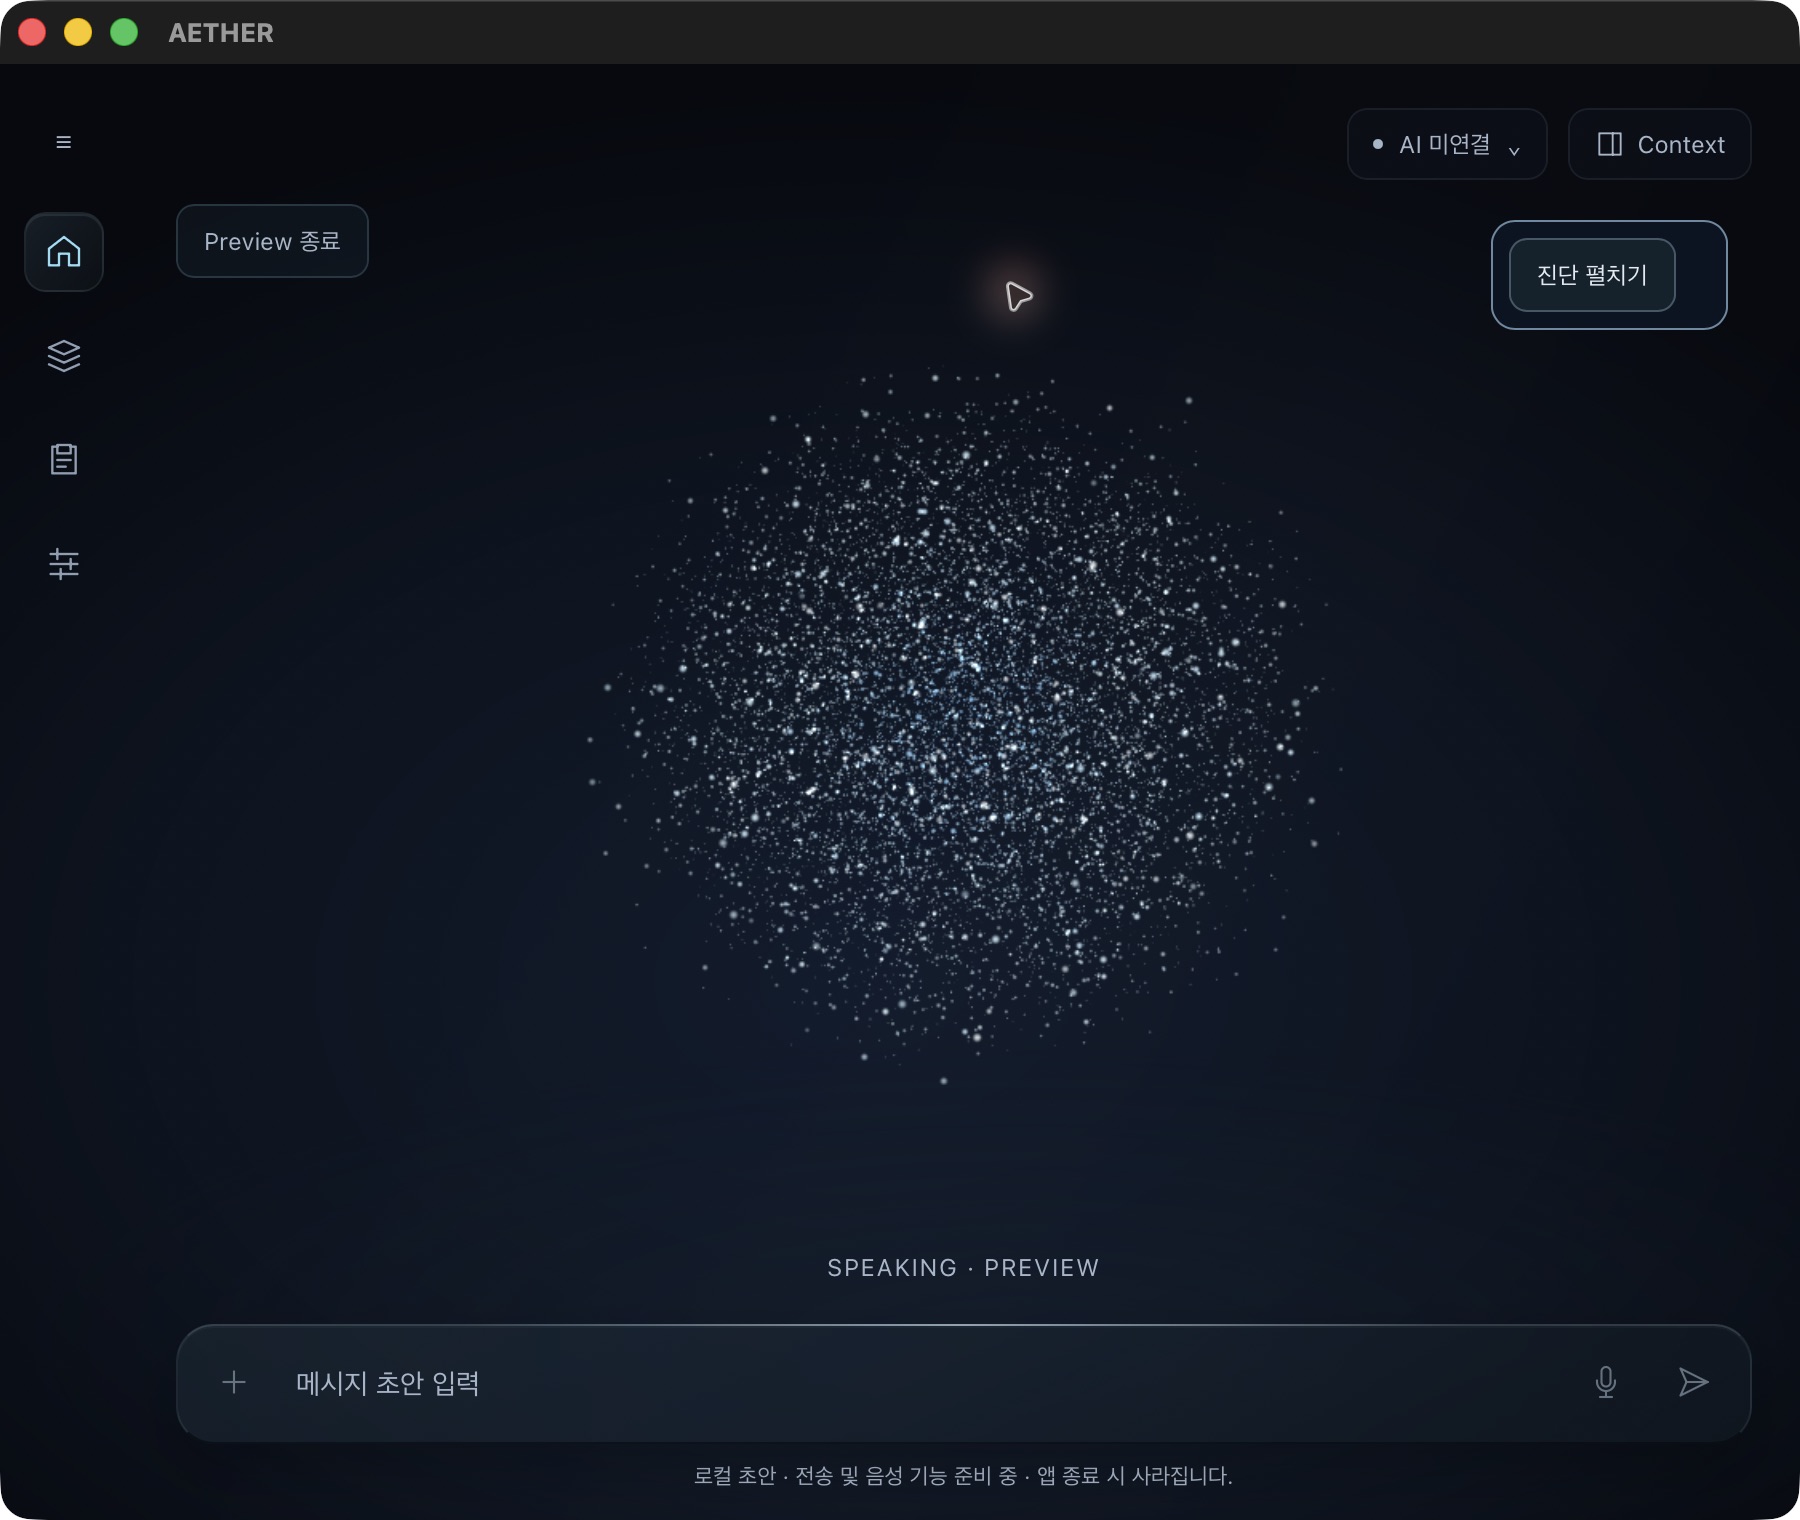 AETHER
AI 미연결
Context
Preview 종료
진단 펼치기
SPEAKING · PREVIEW
메시지 초안 입력
로컬 초안 · 전송 및 음성 기능 준비 중 · 앱 종료 시 사라집니다.